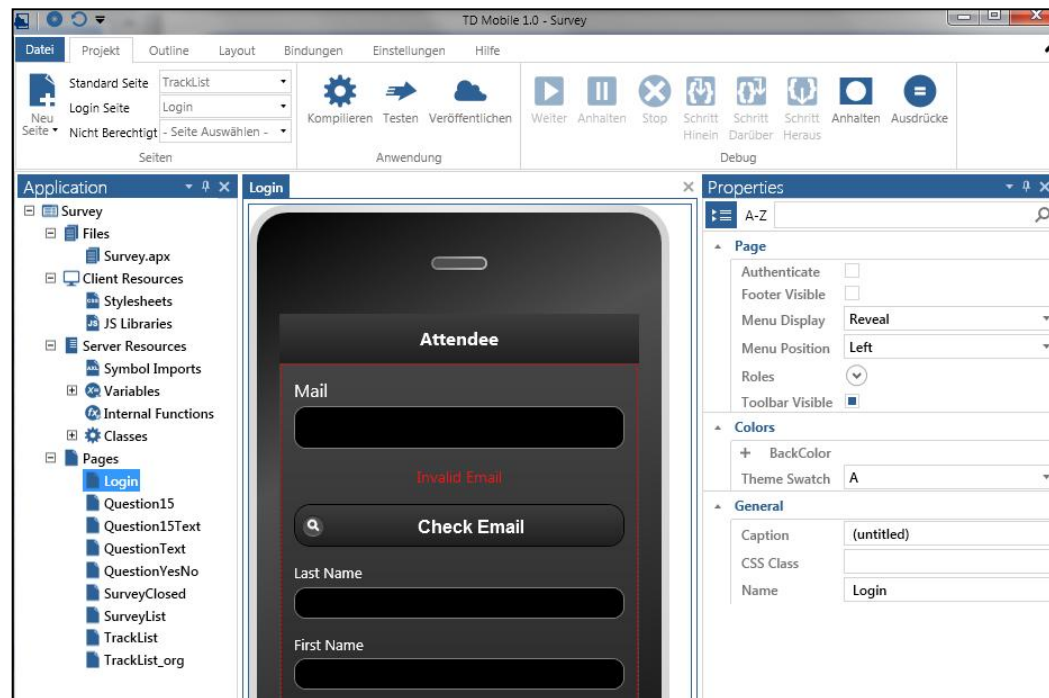 TD Mobile 1.0 - Survey
Datei Projekt Outline Layout Bindungen Einstellungen Hilfe
Neu Seite
Standard Seite TrackList
Login Seite Login
Nicht Berechtigt - Seite Auswählen -
Seiten
Kompilieren Testen Veröffentlichen
Anwendung
Weiter Anhalten Stop Schritt Hinein Schritt Darüber Schritt Heraus Anhalten Ausdrücke
Debug
Application
Survey
Files
Survey.apx
Client Resources
Stylesheets
JS Libraries
Server Resources
Symbol Imports
Variables
Internal Functions
Classes
Pages
Login
Question15
Question15Text
QuestionText
QuestionYesNo
SurveyClosed
SurveyList
TrackList
TrackList_org
Login
Attendee
Mail
Invalid Email
Check Email
Last Name
First Name
Properties
A-Z
Page
Authenticate
Footer Visible
Menu Display Reveal
Menu Position Left
Roles
Toolbar Visible
Colors
BackColor
Theme Swatch A
General
Caption (untitled)
CSS Class
Name Login